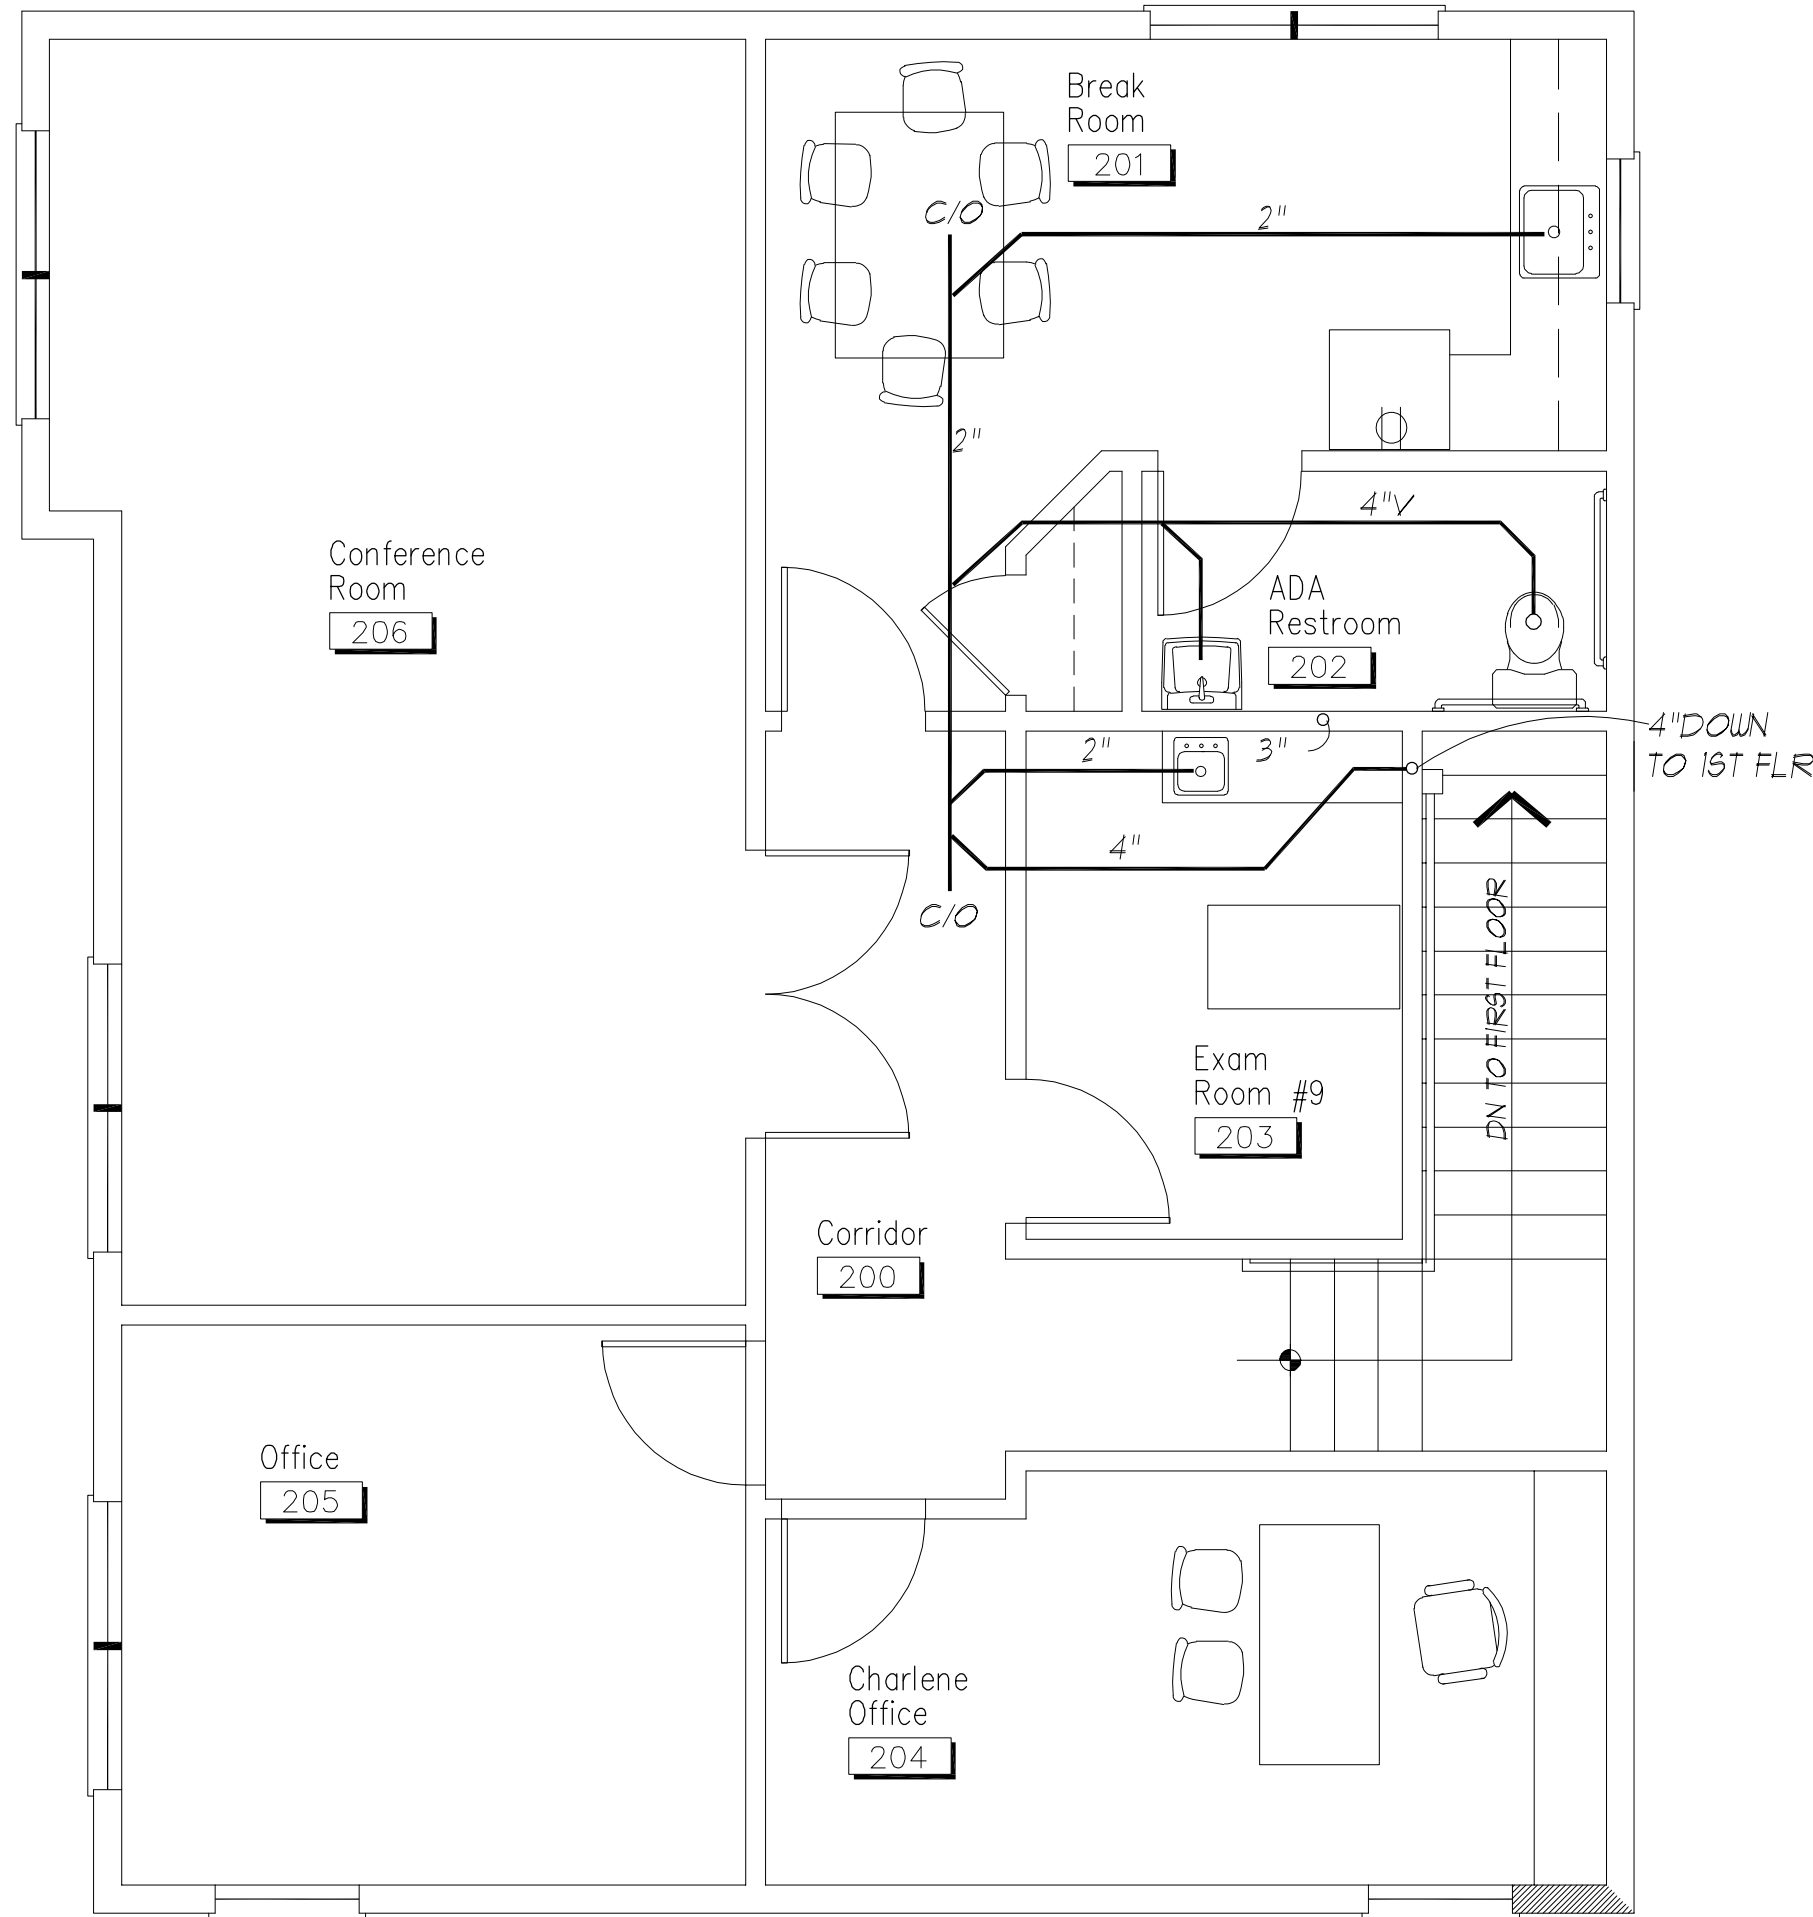 Break
Room
201
C/O
2"
2"
4"V
Conference
Room
206
ADA
Restroom
202
4"DOWN
TO 1ST FLR
2"
3"
4"
C/O
DN TO FIRST FLOOR
Exam
Room #9
203
Corridor
200
Office
205
Charlene
Office
204